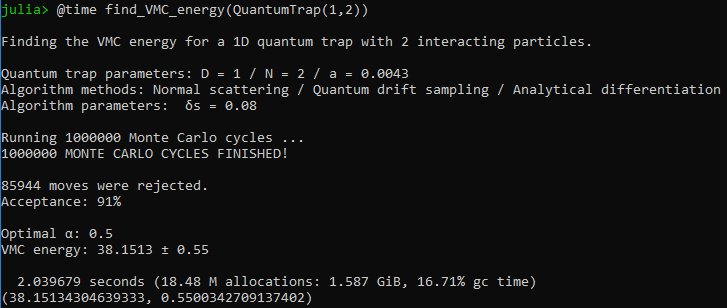 julia> @time find_VMC_energy(QuantumTrap(1,2))
Finding the VMC energy for a 1D quantum trap with 2 interacting particles.
Quantum trap parameters: D = 1 / N = 2 / a = 0.0043
Algorithm methods: Normal scattering / Quantum drift sampling / Analytical differentiation
Algorithm parameters:  δs = 0.08
Running 1000000 Monte Carlo cycles ...
1000000 MONTE CARLO CYCLES FINISHED!
85944 moves were rejected.
Acceptance: 91%
Optimal α: 0.5
VMC energy: 38.1513 ± 0.55
2.039679 seconds (18.48 M allocations: 1.587 GiB, 16.71% gc time)
(38.15134304639333, 0.5500342709137402)